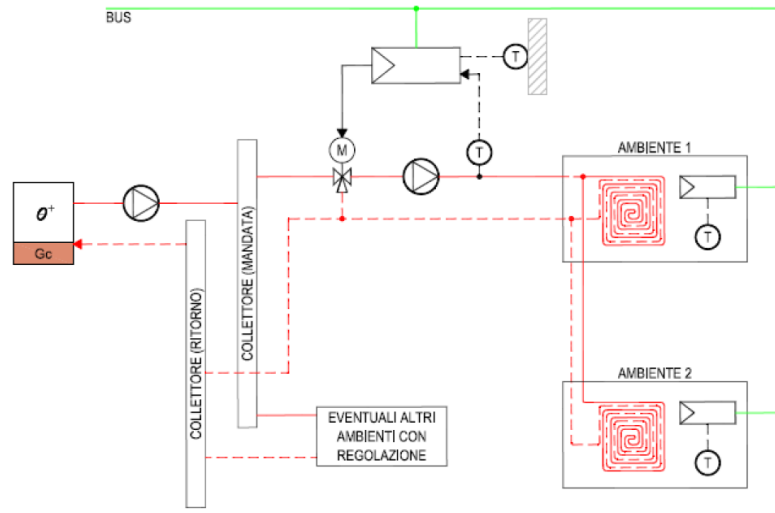 BUS
T
M
T
AMBIENTE 1
T
θ+
Gc
COLLETTORE (MANDATA)
COLLETTORE (RITORNO)
AMBIENTE 2
T
EVENTUALI ALTRI
AMBIENTI CON
REGOLAZIONE